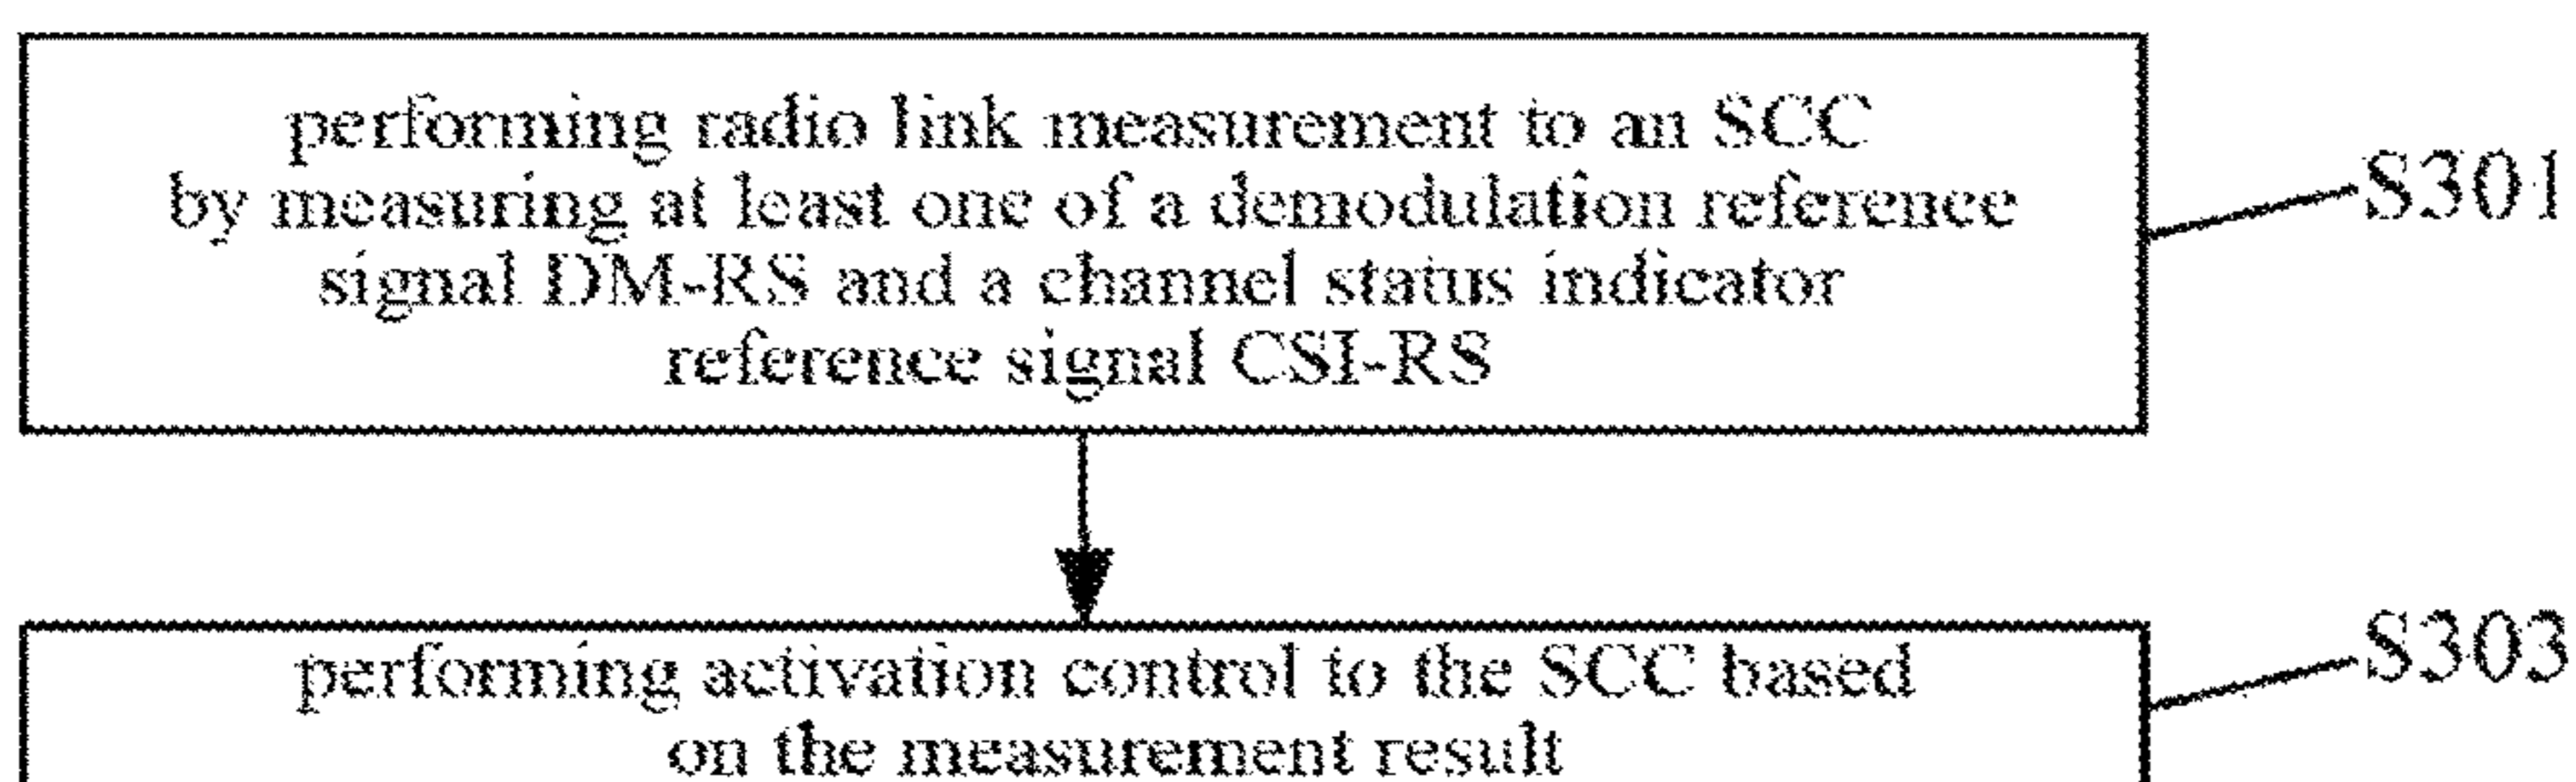 performing radio link measurement to an SCC
by measuring at least one of a demodulation reference
signal DM-RS and a channel status indicator
reference signal CSI-RS
S301
performing activation control to the SCC based
on the measurement result
S303